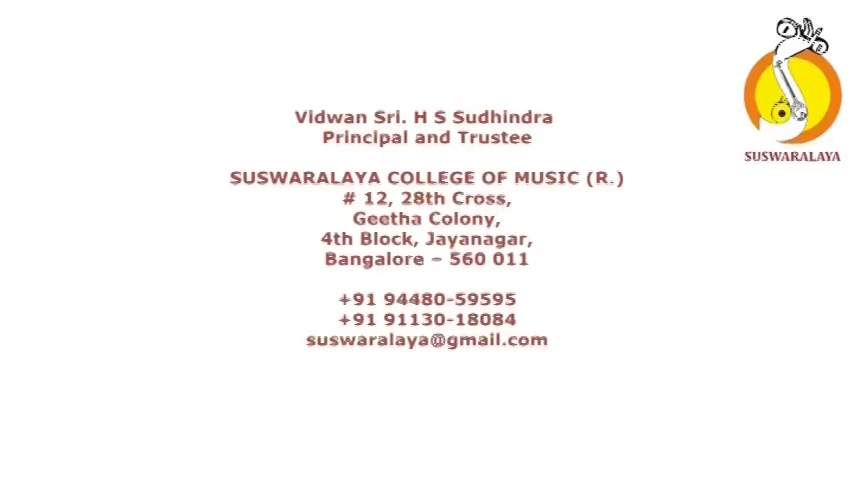 Vidwan Sri. H S Sudhindra
Principal and Trustee
SUSWARALAYA COLLEGE OF MUSIC (R.)
# 12, 28th Cross,
Geetha Colony,
4th Block, Jayanagar,
Bangalore – 560 011
+91 94480-59595
+91 91130-18084
suswaralaya@gmail.com
SUSWARALAYA